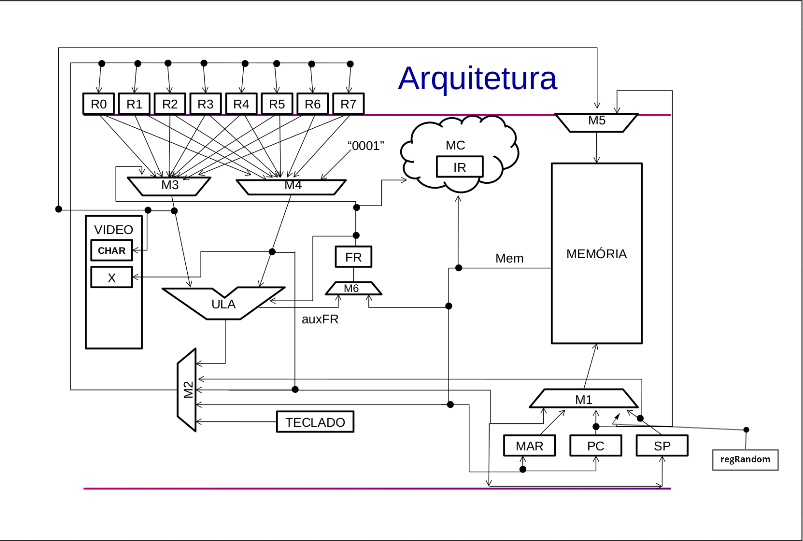 Arquitetura
R0 R1 R2 R3 R4 R5 R6 R7
M5
“0001”
MC
IR
M3
M4
VIDEO
CHAR
X
FR
M6
Mem
MEMÓRIA
ULA
auxFR
M2
M1
TECLADO
MAR
PC
SP
regRandom